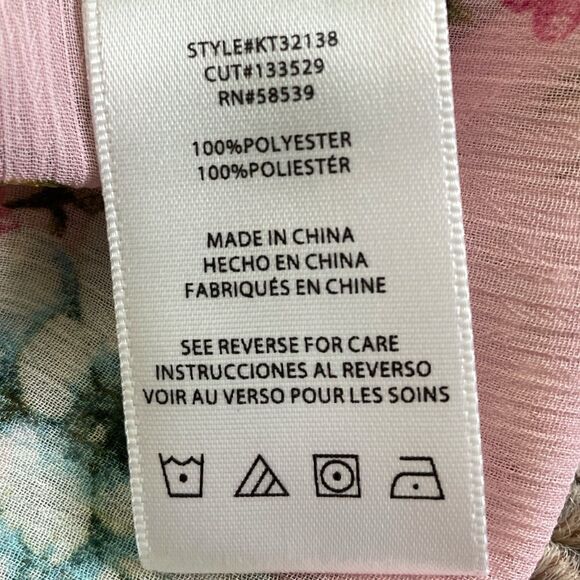 STYLE#KT32138
CUT#133529
RN#58539
100%POLYESTER
100%POLIESTÉR
MADE IN CHINA
HECHO EN CHINA
FABRIQUÉS EN CHINE
SEE REVERSE FOR CARE
INSTRUCCIONES AL REVERSO
VOIR AU VERSO POUR LES SOINS